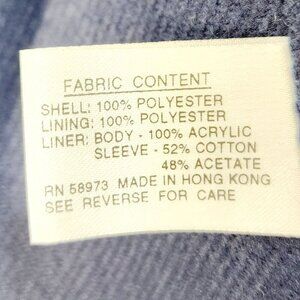 FABRIC CONTENT
SHELL: 100% POLYESTER
LINING: 100% POLYESTER
LINER: BODY - 100% ACRYLIC
SLEEVE - 52% COTTON
48% ACETATE
RN 58973 MADE IN HONG KONG
SEE REVERSE FOR CARE